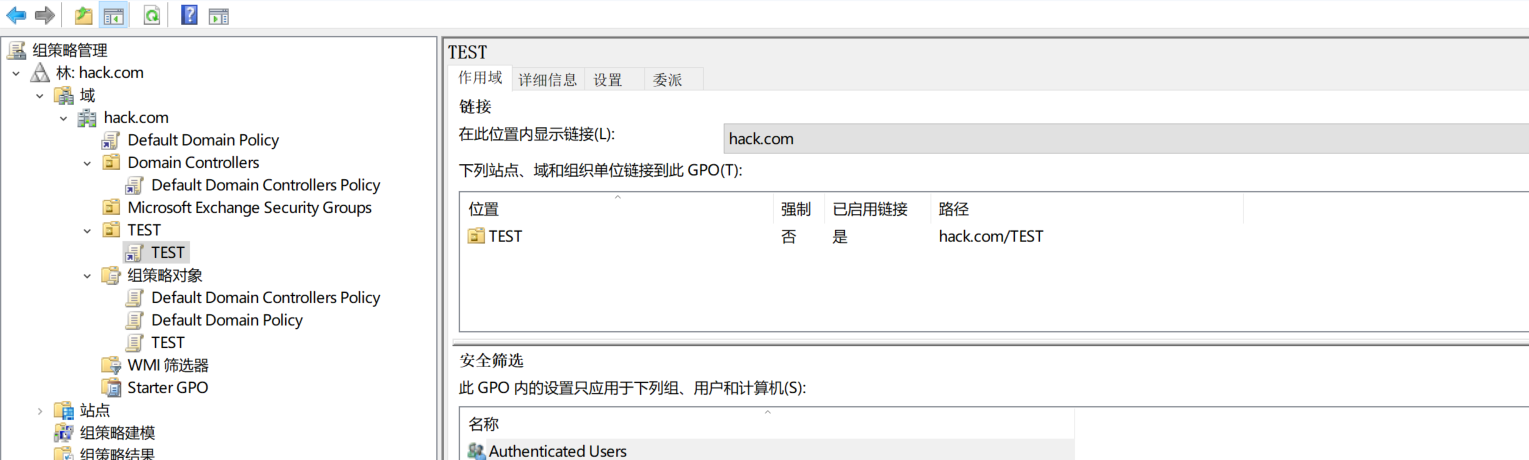 组策略管理
林: hack.com
域
hack.com
Default Domain Policy
Domain Controllers
Default Domain Controllers Policy
Microsoft Exchange Security Groups
TEST
TEST
组策略对象
Default Domain Controllers Policy
Default Domain Policy
TEST
WMI 筛选器
Starter GPO
站点
组策略建模
组策略结果
TEST
作用域 详细信息 设置 委派
链接
在此位置内显示链接(L): hack.com
下列站点、域和组织单位链接到此 GPO(T):
位置 强制 已启用链接 路径
TEST 否 是 hack.com/TEST
安全筛选
此 GPO 内的设置只应用于下列组、用户和计算机(S):
名称
Authenticated Users